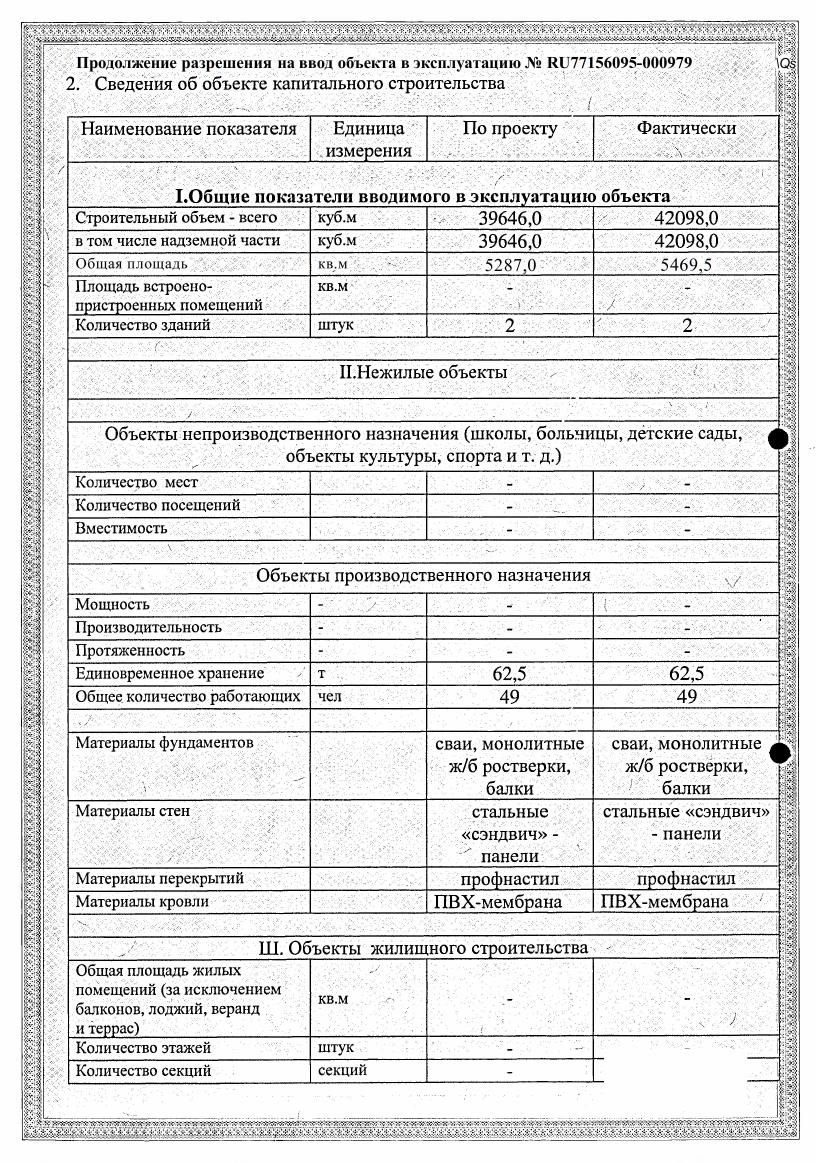 Продолжение разрешения на ввод объекта в эксплуатацию № RU77156095-000979
2. Сведения об объекте капитального строительства
Наименование показателя Единица измерения По проекту Фактически
I.Общие показатели вводимого в эксплуатацию объекта
Строительный объем - всего куб.м 39646,0 42098,0
в том числе надземной части куб.м 39646,0 42098,0
Общая площадь кв.м 5287,0 5469,5
Площадь встроено- кв.м - -
пристроенных помещений
Количество зданий штук 2 2
II.Нежилые объекты
Объекты непроизводственного назначения (школы, больницы, детские сады,
объекты культуры, спорта и т. д.)
Количество мест - -
Количество посещений - -
Вместимость - -
Объекты производственного назначения
Мощность - - -
Производительность - - -
Протяженность - - -
Единовременное хранение т 62,5 62,5
Общее количество работающих чел 49 49
Материалы фундаментов сваи, монолитные сваи, монолитные
ж/б ростверки, ж/б ростверки,
балки балки
Материалы стен стальные стальные «сэндвич»
«сэндвич» - - панели
панели
Материалы перекрытий профнастил профнастил
Материалы кровли ПВХ-мембрана ПВХ-мембрана
Ш. Объекты жилищного строительства
Общая площадь жилых
помещений (за исключением кв.м - -
балконов, лоджий, веранд
и террас)
Количество этажей штук -
Количество секций секций -